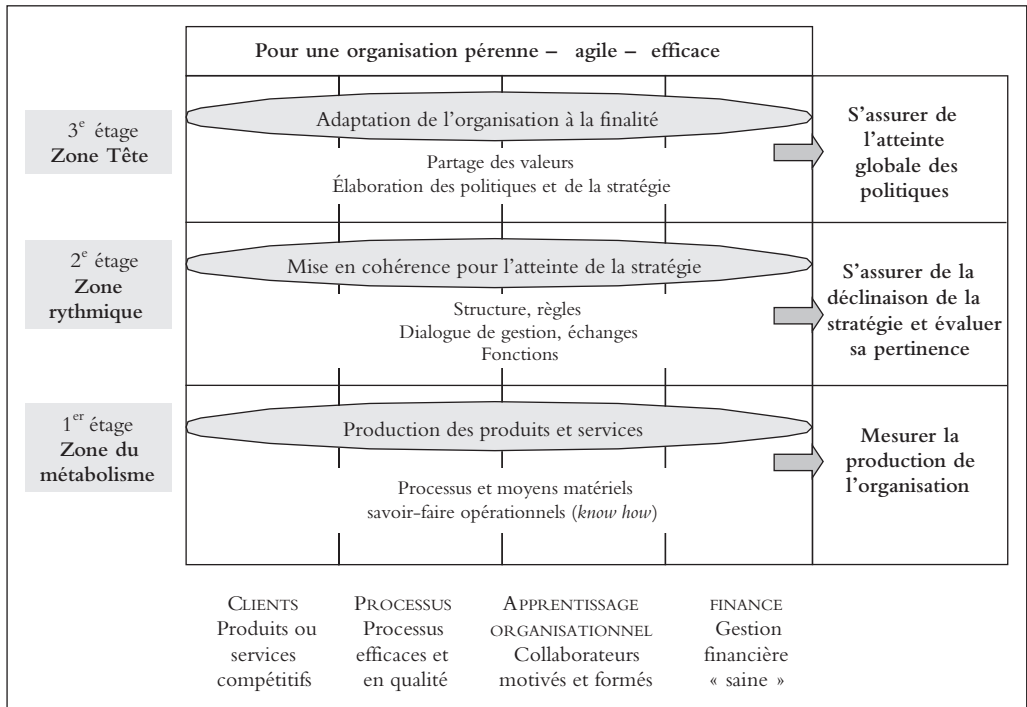 Pour une organisation pérenne – agile – efficace
3e étage
Zone Tête
Adaptation de l'organisation à la finalité
Partage des valeurs
Élaboration des politiques et de la stratégie
S'assurer de
l'atteinte
globale des
politiques
2e étage
Zone
rythmique
Mise en cohérence pour l'atteinte de la stratégie
Structure, règles
Dialogue de gestion, échanges
Fonctions
S'assurer de la
déclinaison de la
stratégie et évaluer
sa pertinence
1er étage
Zone du
métabolisme
Production des produits et services
Processus et moyens matériels
savoir-faire opérationnels (know how)
Mesurer la
production de
l'organisation
CLIENTS
Produits ou
services
compétitifs
PROCESSUS
Processus
efficaces et
en qualité
APPRENTISSAGE
ORGANISATIONNEL
Collaborateurs
motivés et formés
FINANCE
Gestion
financière
« saine »